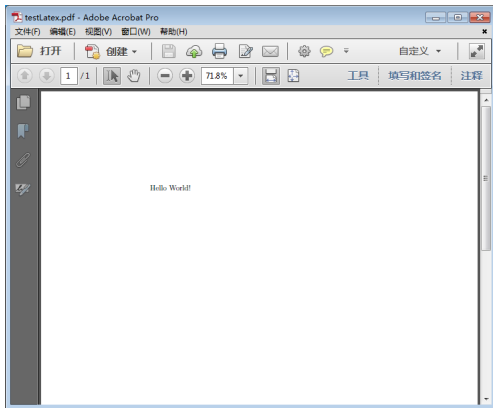 testLatex.pdf - Adobe Acrobat Pro
文件(F) 编辑(E) 视图(V) 窗口(W) 帮助(H)
打开 创建 自定义
1 /1 71.8% 工具 填写和签名 注释
Hello World!